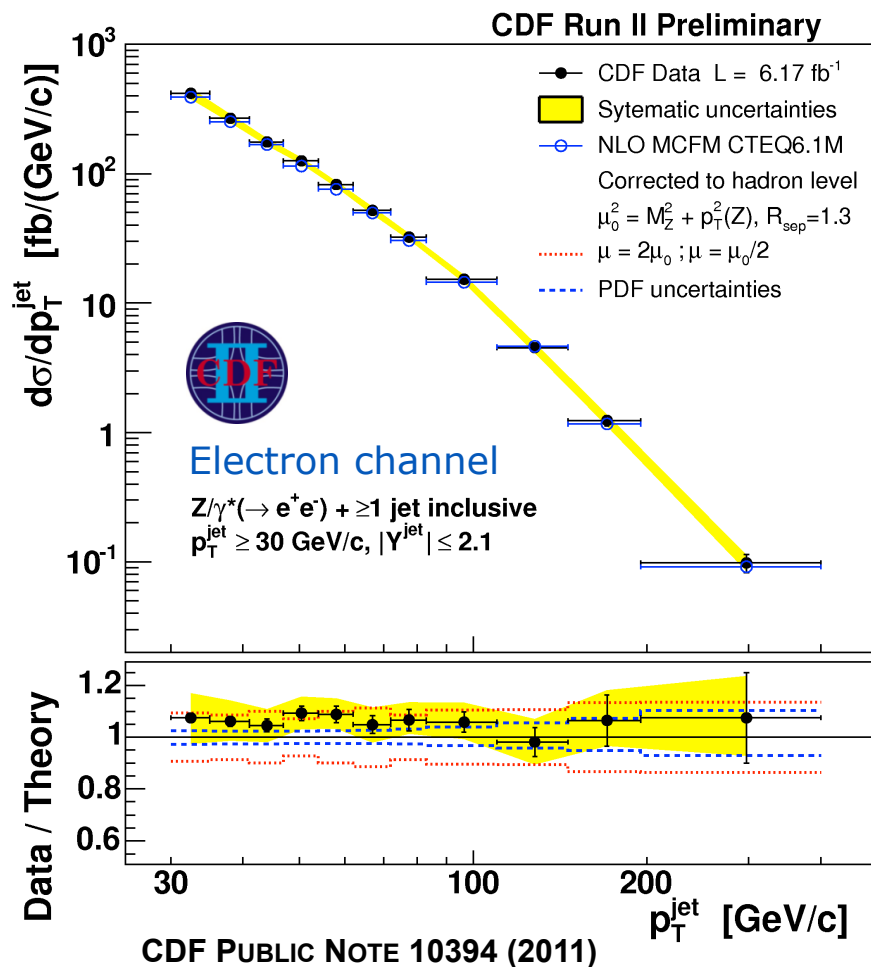 CDF Run II Preliminary
CDF Data L = 6.17 fb⁻¹
Sytematic uncertainties
NLO MCFM CTEQ6.1M
Corrected to hadron level
μ₀² = M_Z² + p_T²(Z), R_sep=1.3
μ = 2μ₀ ; μ = μ₀/2
PDF uncertainties
dσ/dp_T^jet [fb/(GeV/c)]
10³
10²
10
1
10⁻¹
CDF
II
Electron channel
Z/γ*(→ e⁺e⁻) + ≥1 jet inclusive
p_T^jet ≥ 30 GeV/c, |Y^jet| ≤ 2.1
Data / Theory
1.2
1
0.8
0.6
30 100 200
p_T^jet [GeV/c]
CDF PUBLIC NOTE 10394 (2011)